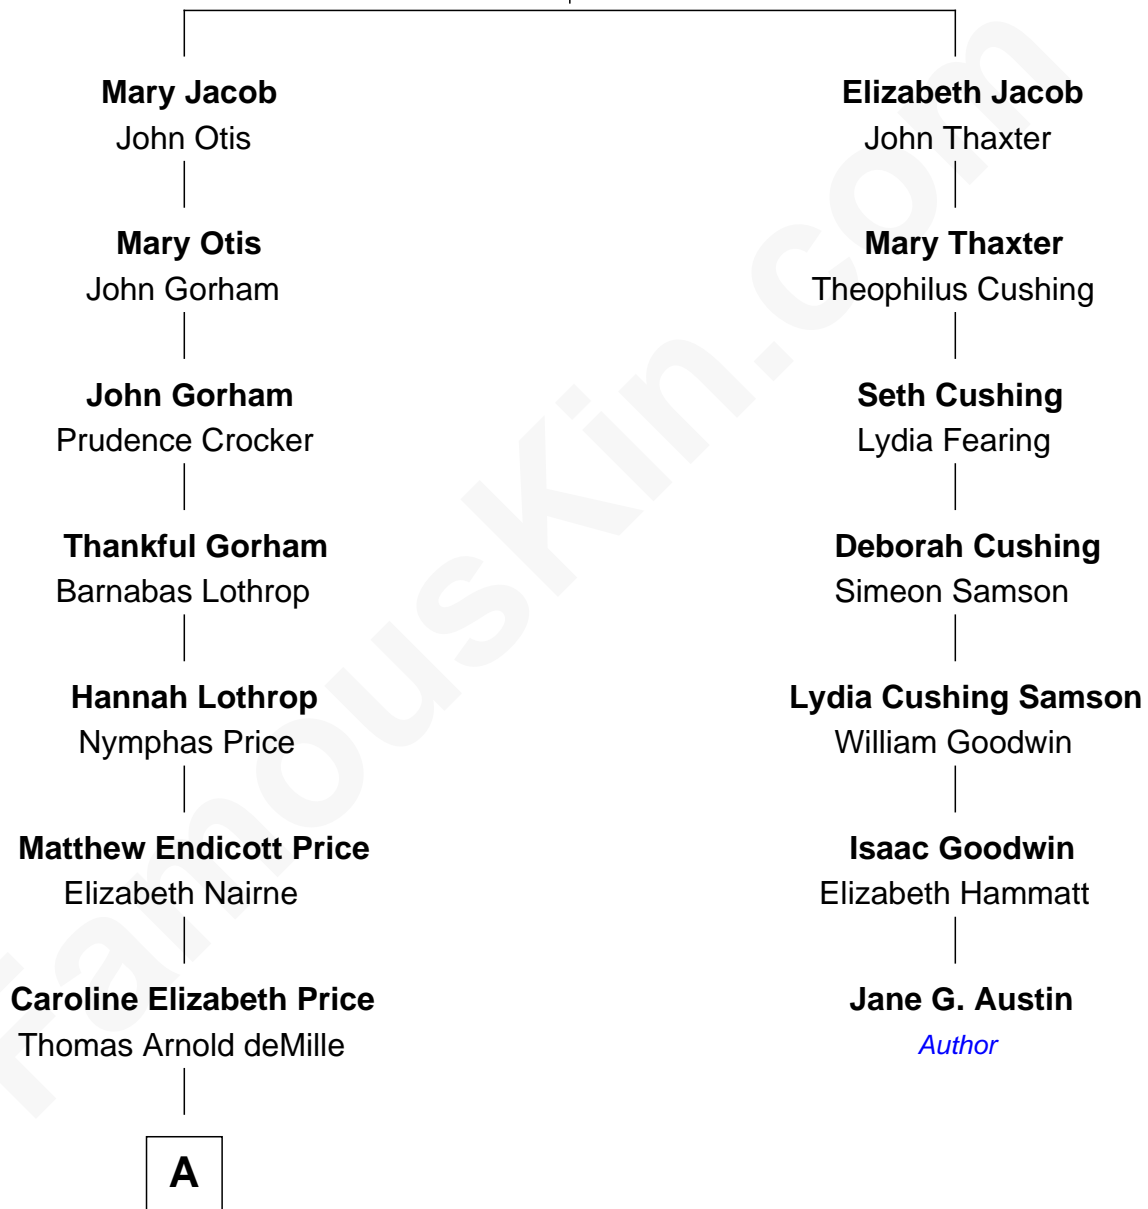 Mary Jacob
John Otis
Mary Otis
John Gorham
John Gorham
Prudence Crocker
Thankful Gorham
Barnabas Lothrop
Hannah Lothrop
Nymphas Price
Matthew Endicott Price
Elizabeth Nairne
Caroline Elizabeth Price
Thomas Arnold deMille
A
Elizabeth Jacob
John Thaxter
Mary Thaxter
Theophilus Cushing
Seth Cushing
Lydia Fearing
Deborah Cushing
Simeon Samson
Lydia Cushing Samson
William Goodwin
Isaac Goodwin
Elizabeth Hammatt
Jane G. Austin
Author
FamousKin.com